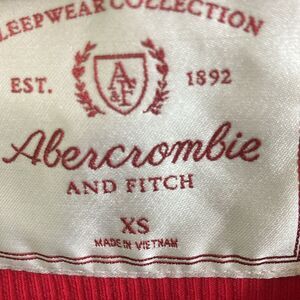 LEEPWEAR COLLECTION
EST. A&F 1892
Abercrombie
AND FITCH
XS
MADE IN VIETNAM